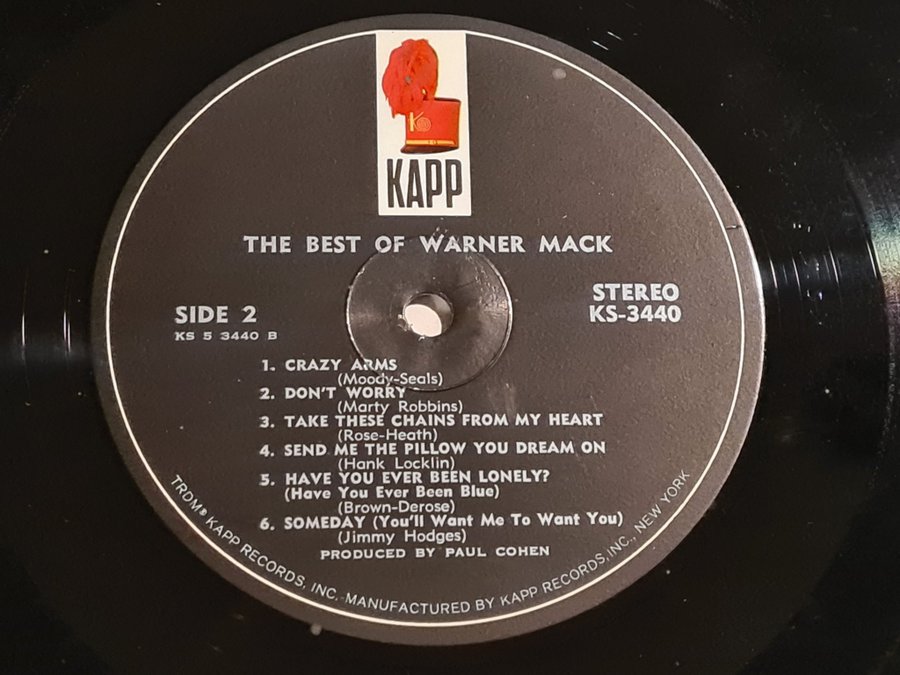 K
KAPP
THE BEST OF WARNER MACK
SIDE 2
KS 5 3440 B
STEREO
KS-3440
1. CRAZY ARMS
(Moody-Seals)
2. DON'T WORRY
(Marty Robbins)
3. TAKE THESE CHAINS FROM MY HEART
(Rose-Heath)
4. SEND ME THE PILLOW YOU DREAM ON
(Hank Locklin)
5. HAVE YOU EVER BEEN LONELY?
(Have You Ever Been Blue)
(Brown-Derose)
6. SOMEDAY (You'll Want Me To Want You)
(Jimmy Hodges)
PRODUCED BY PAUL COHEN
TRDM® KAPP RECORDS, INC.-MANUFACTURED BY KAPP RECORDS, INC., NEW YORK